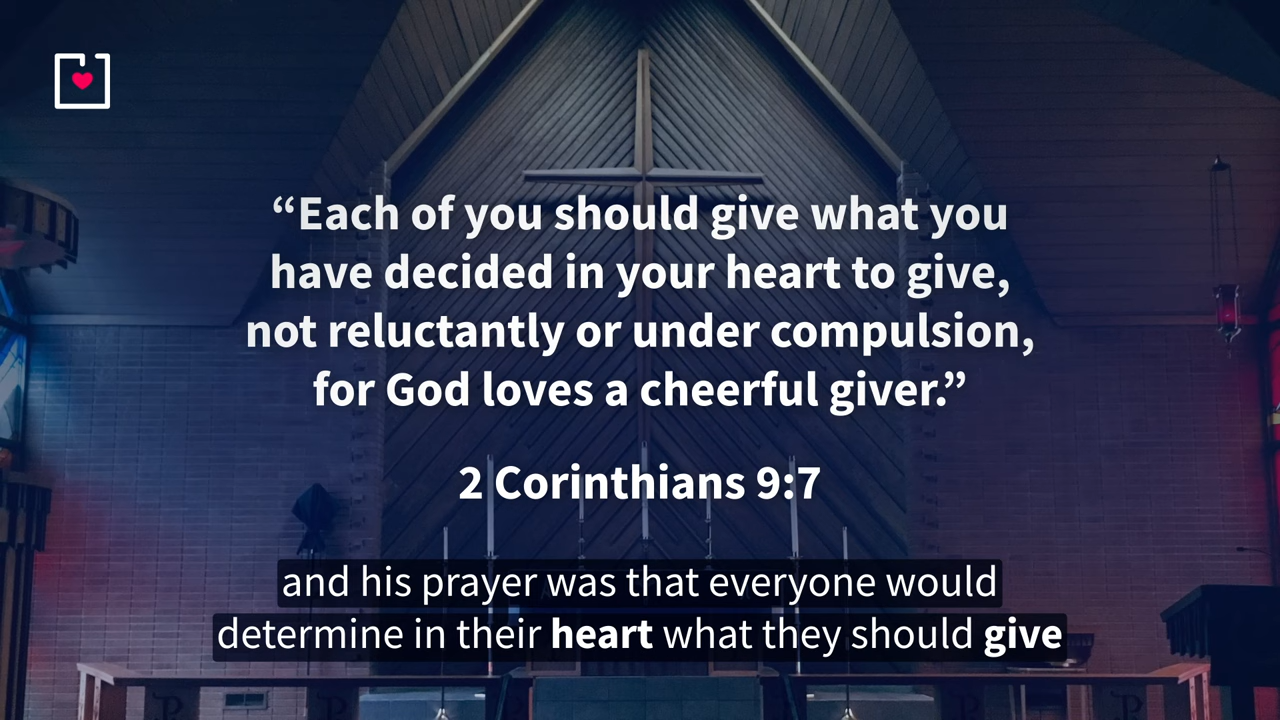 “Each of you should give what you
have decided in your heart to give,
not reluctantly or under compulsion,
for God loves a cheerful giver.”
2 Corinthians 9:7
and his prayer was that everyone would
determine in their heart what they should give